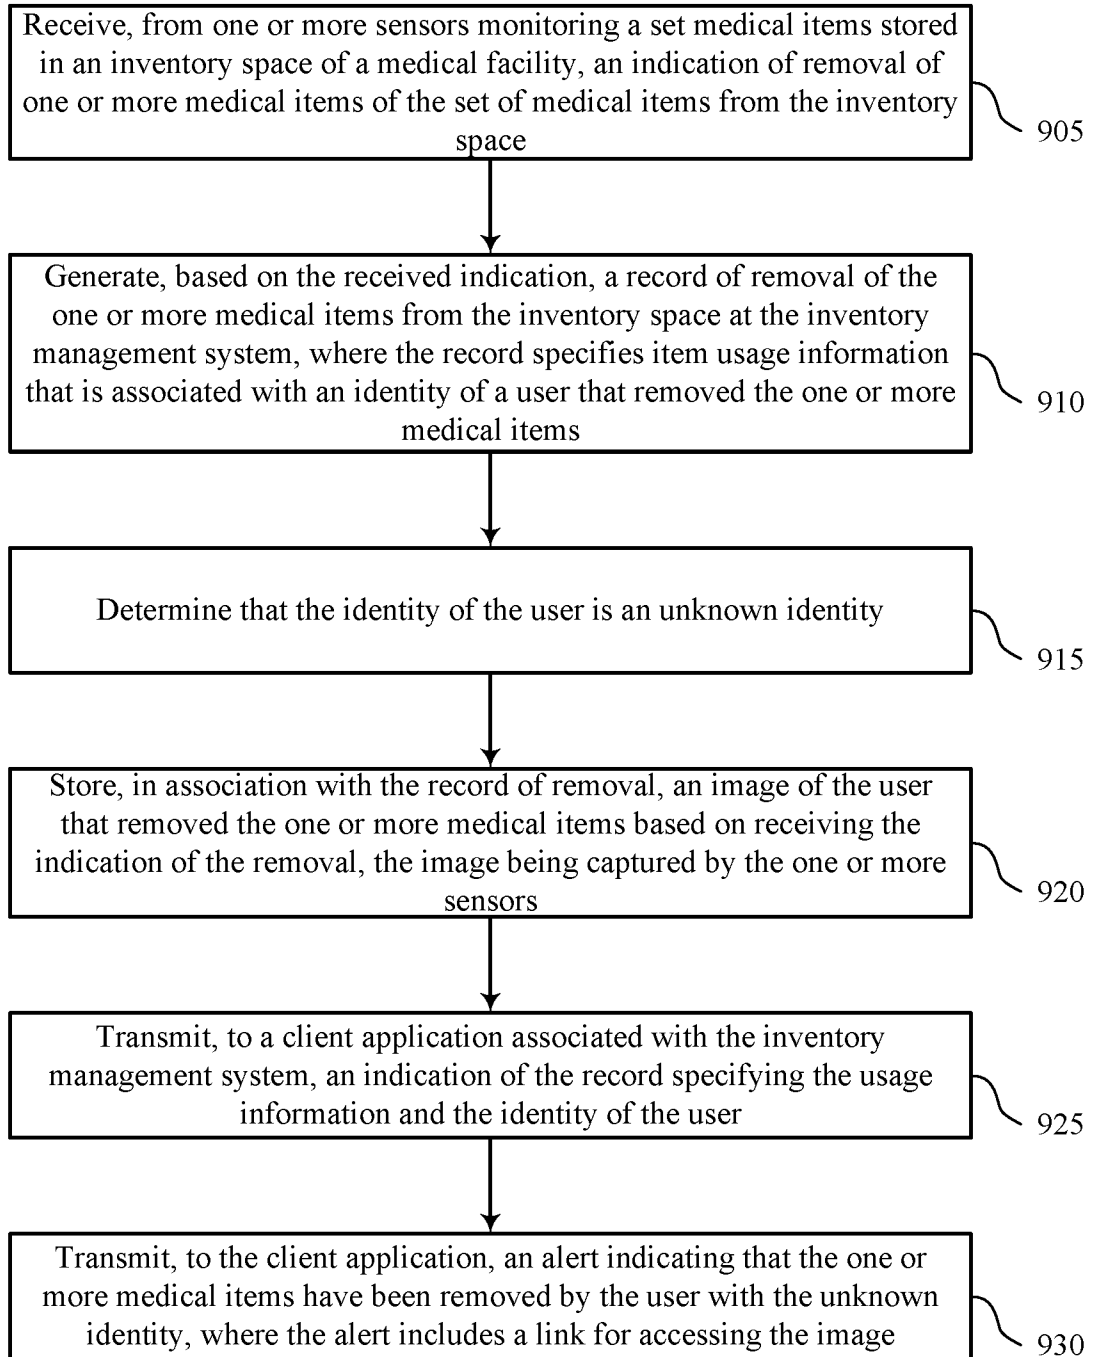 Receive, from one or more sensors monitoring a set medical items stored
in an inventory space of a medical facility, an indication of removal of
one or more medical items of the set of medical items from the inventory
space
905
Generate, based on the received indication, a record of removal of the
one or more medical items from the inventory space at the inventory
management system, where the record specifies item usage information
that is associated with an identity of a user that removed the one or more
medical items
910
Determine that the identity of the user is an unknown identity
915
Store, in association with the record of removal, an image of the user
that removed the one or more medical items based on receiving the
indication of the removal, the image being captured by the one or more
sensors
920
Transmit, to a client application associated with the inventory
management system, an indication of the record specifying the usage
information and the identity of the user
925
Transmit, to the client application, an alert indicating that the one or
more medical items have been removed by the user with the unknown
identity, where the alert includes a link for accessing the image
930